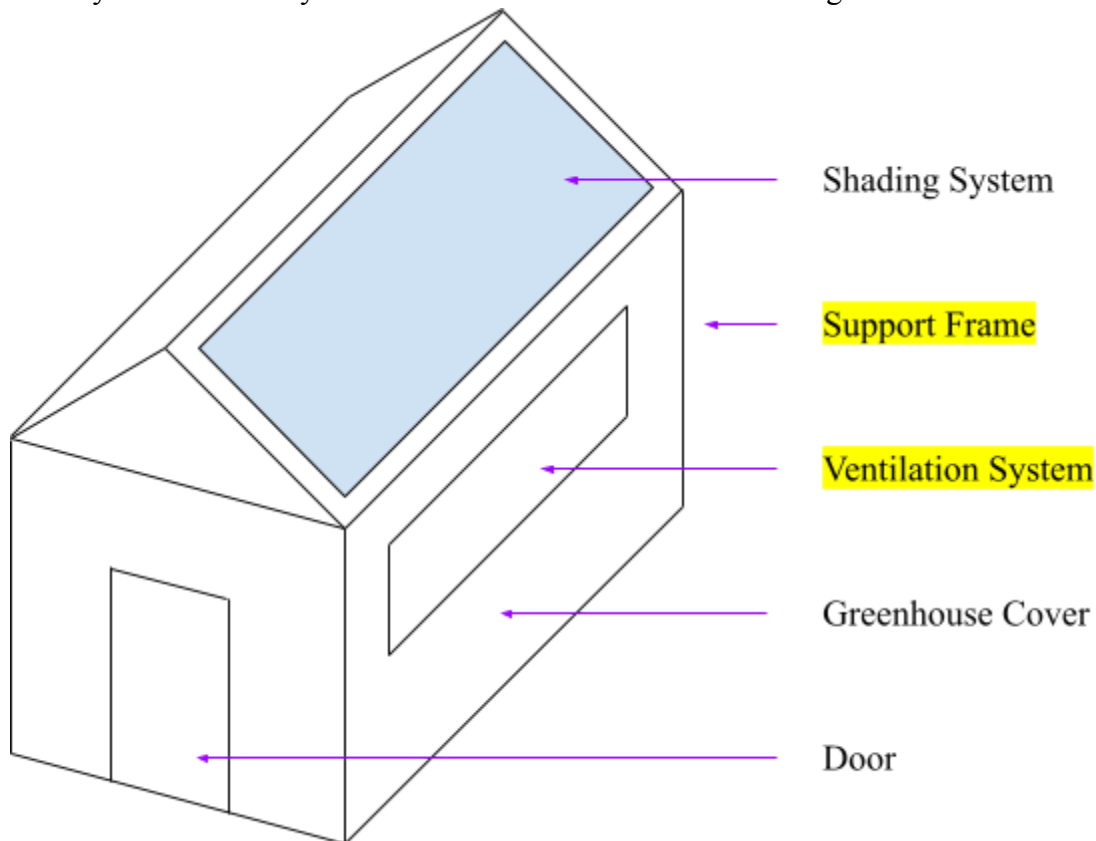 Shading System
Support Frame
Ventilation System
Greenhouse Cover
Door